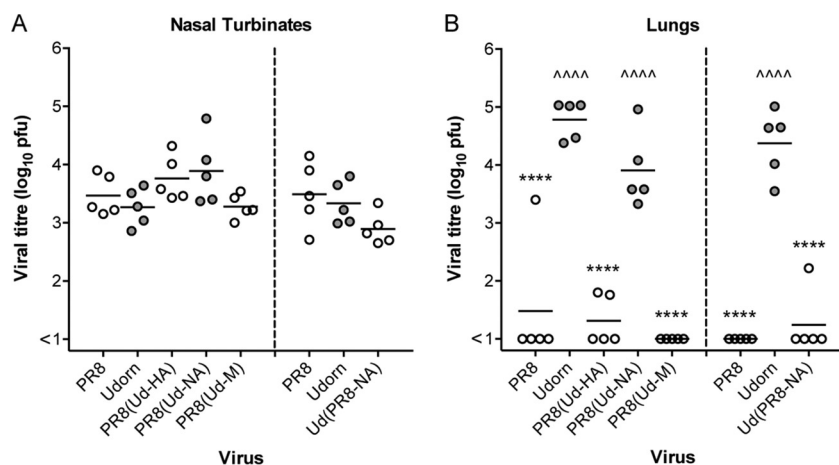 A
Nasal Turbinates
Viral titre (log10 pfu)
6
5
4
3
2
<1
PR8
Udorn
PR8(Ud-HA)
PR8(Ud-NA)
PR8(Ud-M)
PR8
Udorn
Ud(PR8-NA)
Virus
B
Lungs
Viral titre (log10 pfu)
6
5
4
3
2
<1
****
^^^^
****
^^^^
****
****
^^^^
****
PR8
Udorn
PR8(Ud-HA)
PR8(Ud-NA)
PR8(Ud-M)
PR8
Udorn
Ud(PR8-NA)
Virus